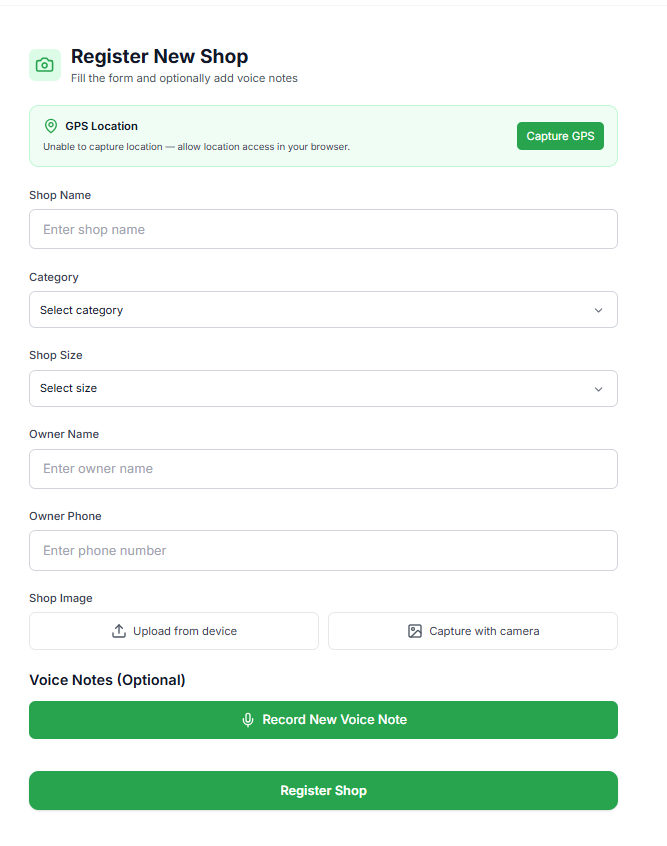 Register New Shop
Fill the form and optionally add voice notes
GPS Location
Unable to capture location — allow location access in your browser.
Capture GPS
Shop Name
Enter shop name
Category
Select category
Shop Size
Select size
Owner Name
Enter owner name
Owner Phone
Enter phone number
Shop Image
Upload from device
Capture with camera
Voice Notes (Optional)
Record New Voice Note
Register Shop